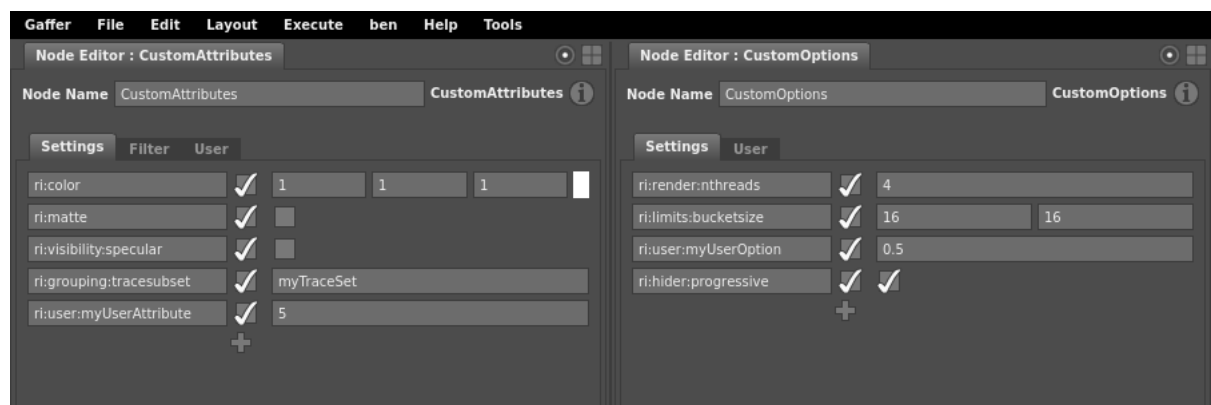 Gaffer File Edit Layout Execute ben Help Tools
Node Editor : CustomAttributes
Node Name CustomAttributes CustomAttributes
Settings Filter User
ri:color 1 1 1
ri:matte
ri:visibility:specular
ri:grouping:tracesubset myTraceSet
ri:user:myUserAttribute 5
Node Editor : CustomOptions
Node Name CustomOptions CustomOptions
Settings User
ri:render:nthreads 4
ri:limits:bucketsize 16 16
ri:user:myUserOption 0.5
ri:hider:progressive